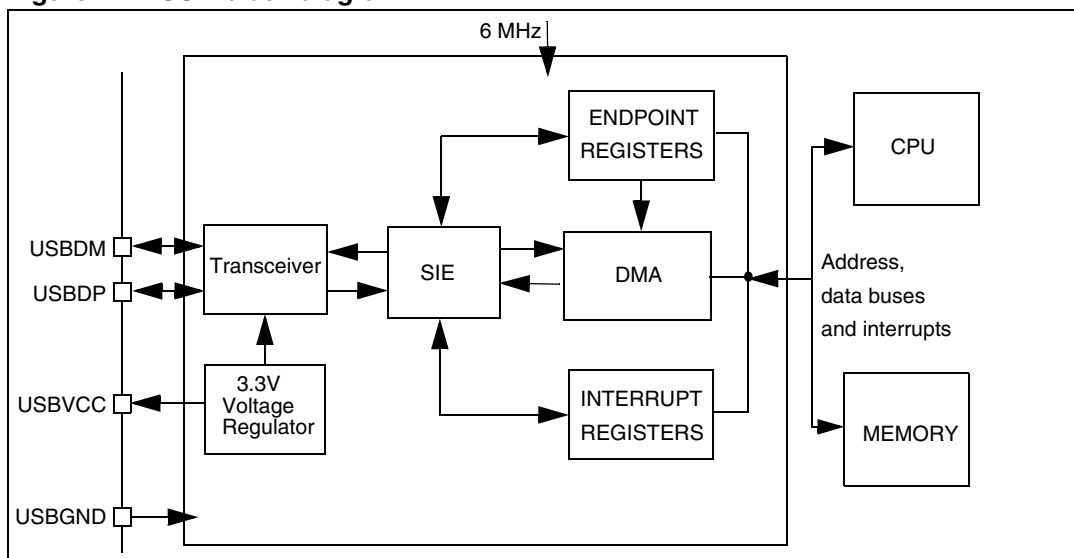 6 MHz
ENDPOINT
REGISTERS
CPU
USBDM
USBDP
Transceiver
SIE
DMA
Address,
data buses
and interrupts
USBVCC
3.3V
Voltage
Regulator
INTERRUPT
REGISTERS
MEMORY
USBGND